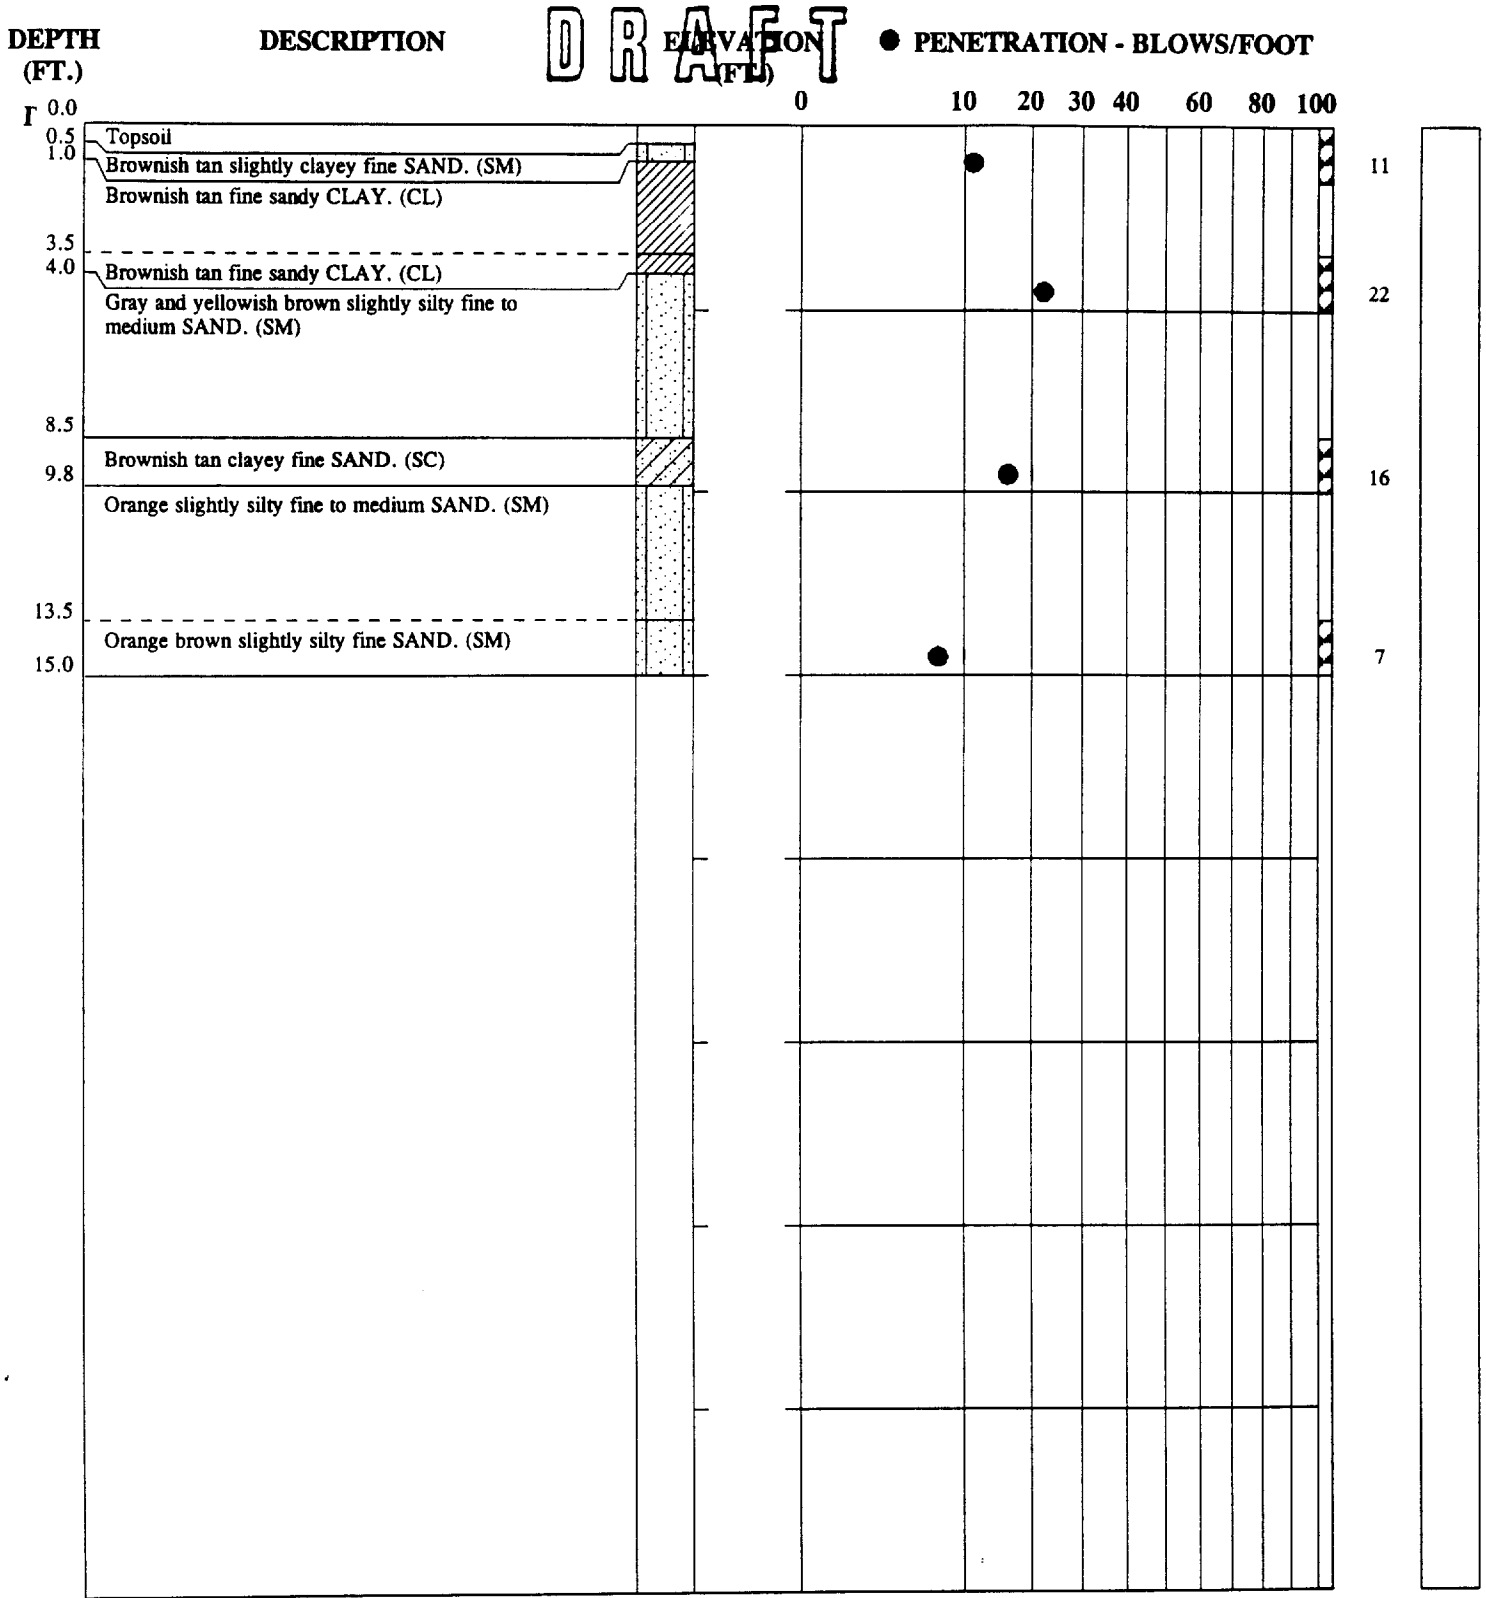 D R A F T
DEPTH (FT.)
DESCRIPTION
ELEVATION (FT.)
● PENETRATION - BLOWS/FOOT
0 10 20 30 40 60 80 100
0.0
0.5 Topsoil
1.0
Brownish tan slightly clayey fine SAND. (SM)
11
Brownish tan fine sandy CLAY. (CL)
3.5
4.0 Brownish tan fine sandy CLAY. (CL)
Gray and yellowish brown slightly silty fine to
22
medium SAND. (SM)
8.5
Brownish tan clayey fine SAND. (SC)
9.8
16
Orange slightly silty fine to medium SAND. (SM)
13.5
Orange brown slightly silty fine SAND. (SM)
15.0
7